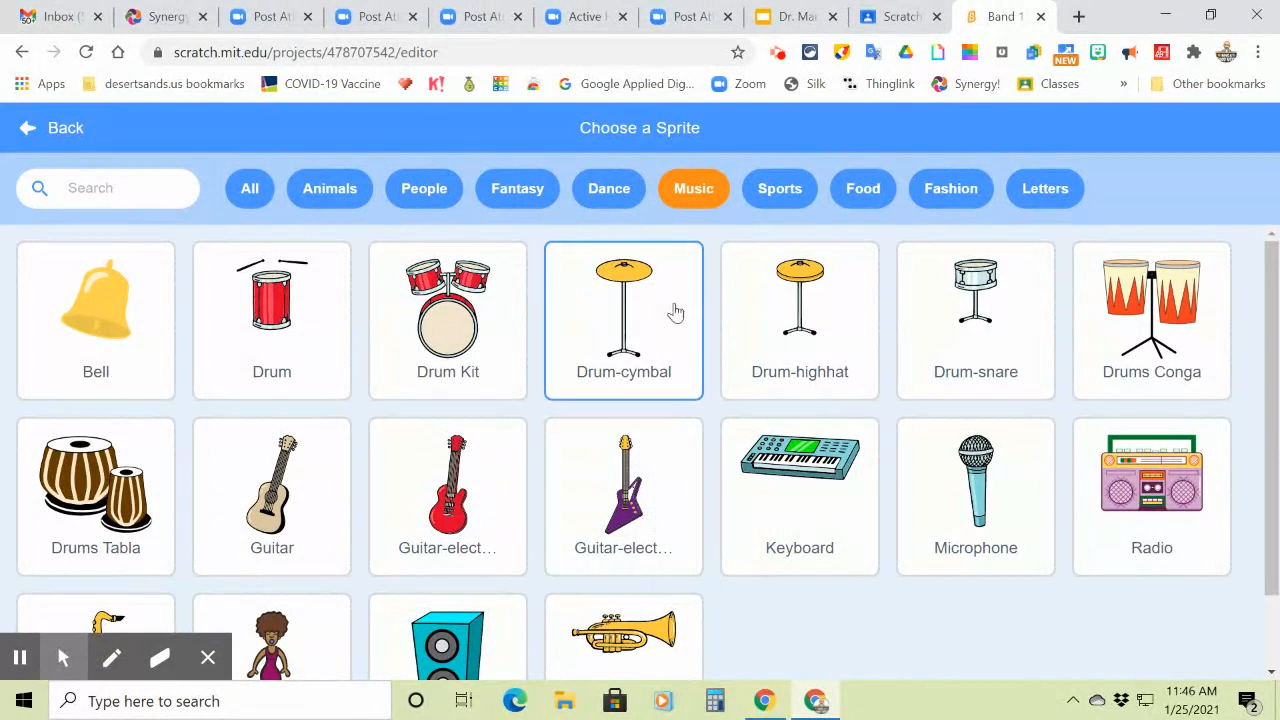 Inbox (
Synergy
Post At
Post At
Post At
Active
Post At
Dr. Mar
Scratch
Band 1
scratch.mit.edu/projects/478707542/editor
NEW
Apps
desertsands.us bookmarks
COVID-19 Vaccine
K!
Google Applied Dig...
Zoom
Silk
Thinglink
Synergy!
Classes
»
Other bookmarks
Back
Choose a Sprite
Search
All
Animals
People
Fantasy
Dance
Music
Sports
Food
Fashion
Letters
Bell
Drum
Drum Kit
Drum-cymbal
Drum-highhat
Drum-snare
Drums Conga
Drums Tabla
Guitar
Guitar-elect...
Guitar-elect...
Keyboard
Microphone
Radio
Type here to search
11:46 AM
1/25/2021
2